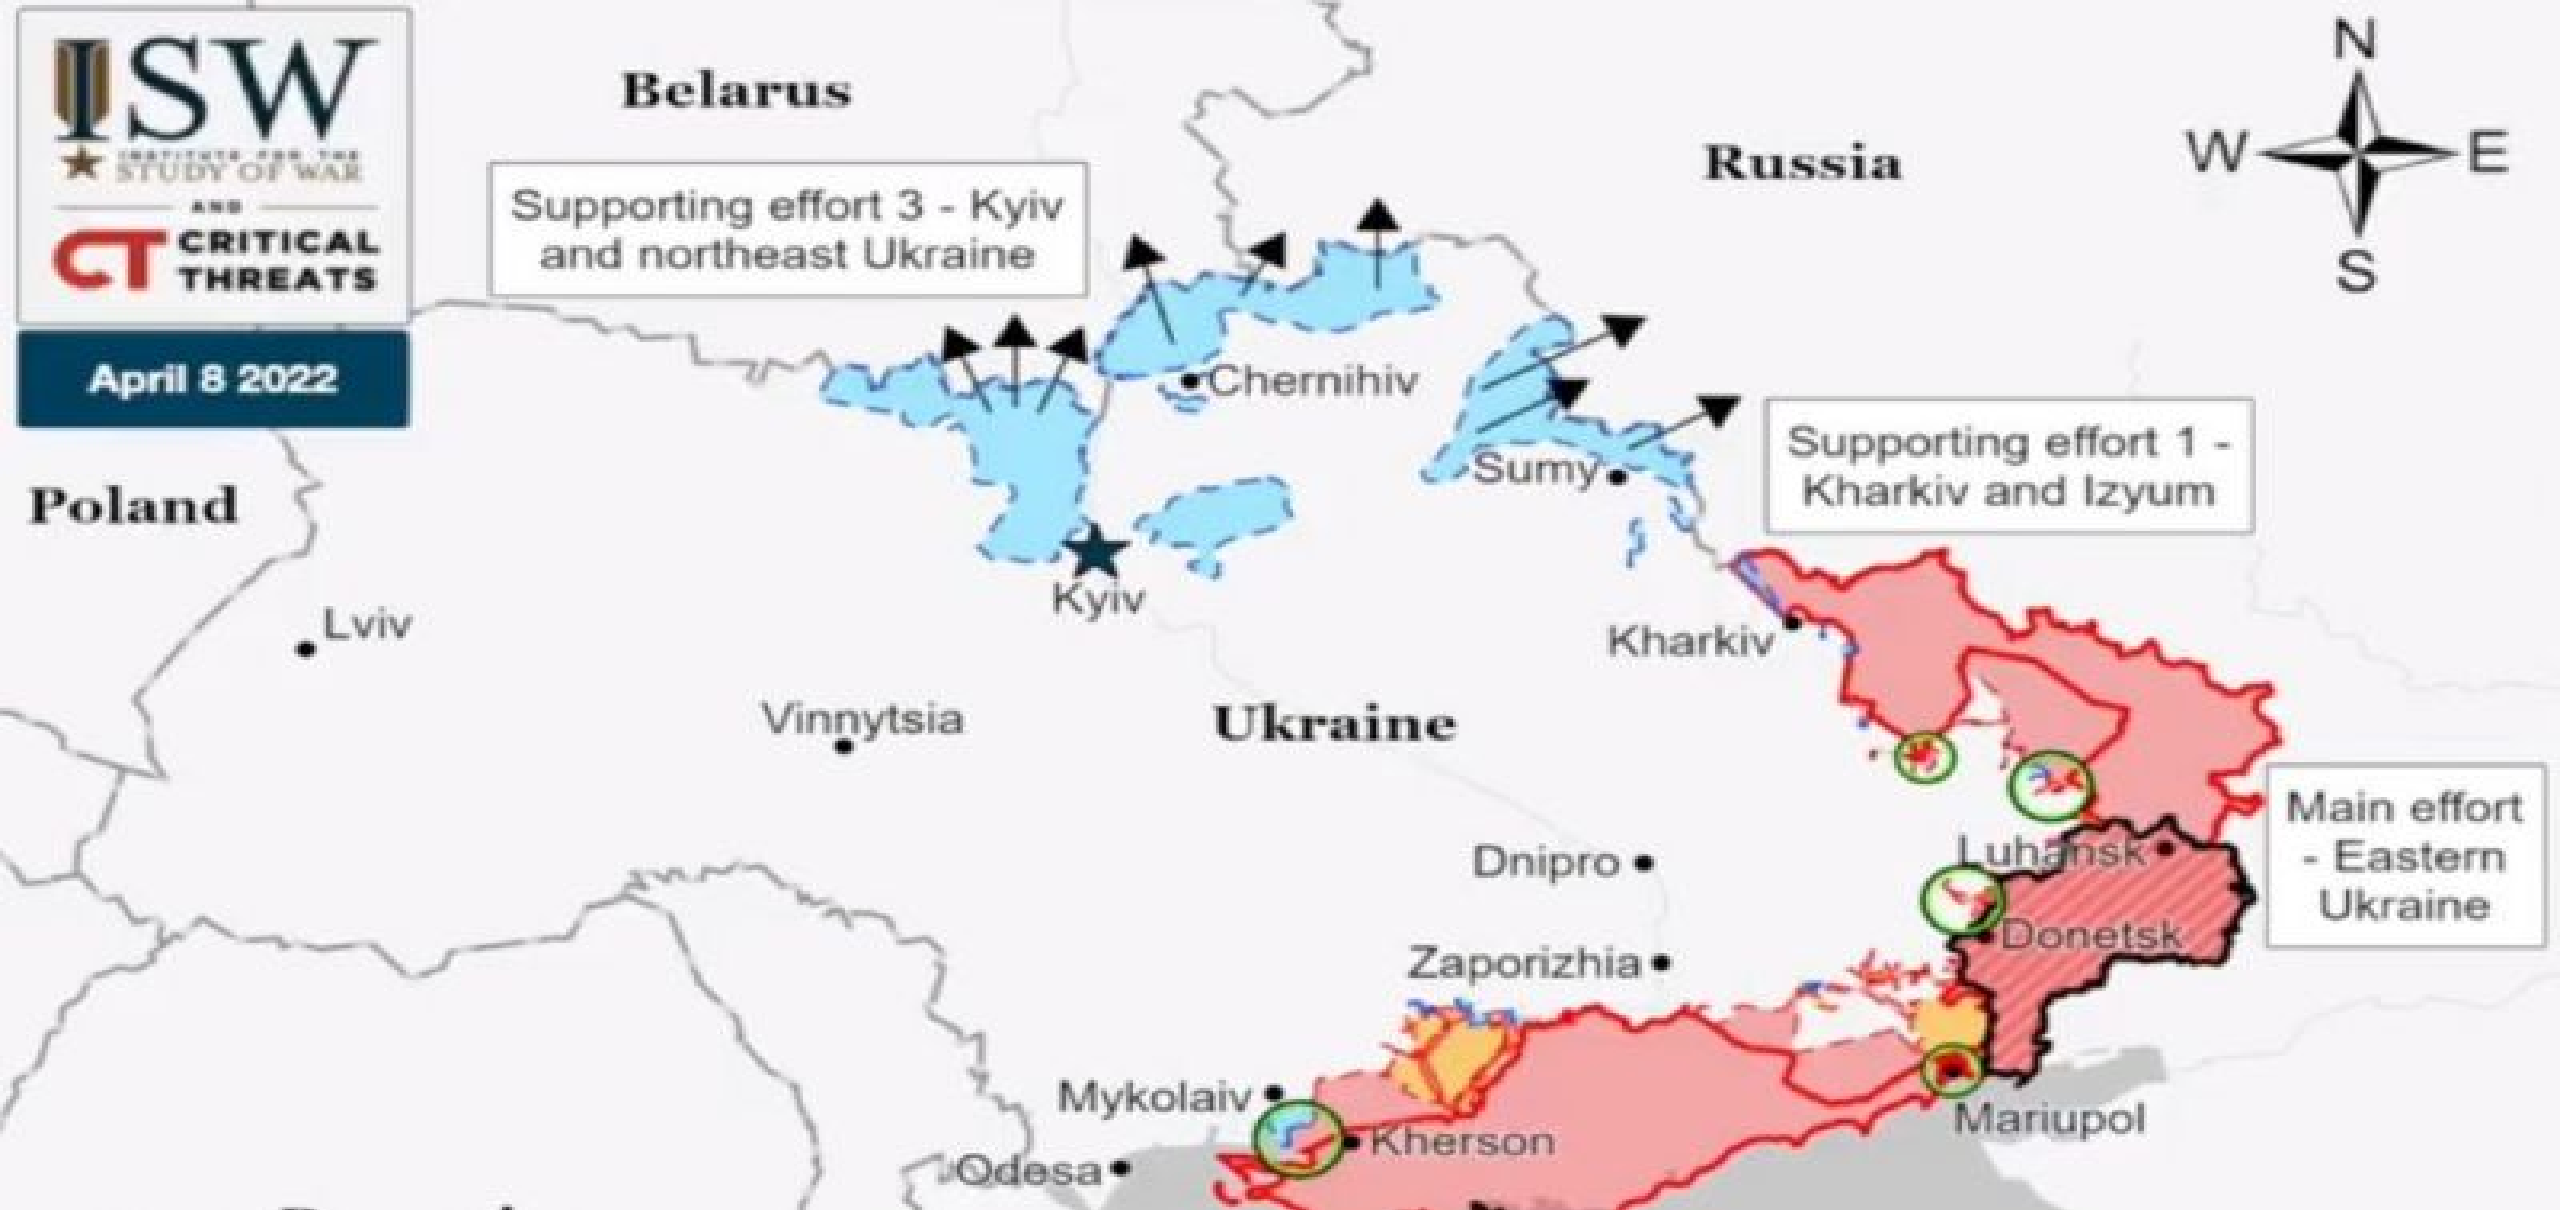 ISW
INSTITUTE FOR THE
STUDY OF WAR
AND
CT CRITICAL
THREATS
April 8 2022
Belarus
Russia
N
W E
S
Supporting effort 3 - Kyiv
and northeast Ukraine
Chernihiv
Sumy
Supporting effort 1 -
Kharkiv and Izyum
Poland
Kyiv
Lviv
Kharkiv
Vinnytsia
Ukraine
Main effort
- Eastern
Ukraine
Dnipro
Luhansk
Donetsk
Zaporizhia
Mykolaiv
Mariupol
Kherson
Odesa